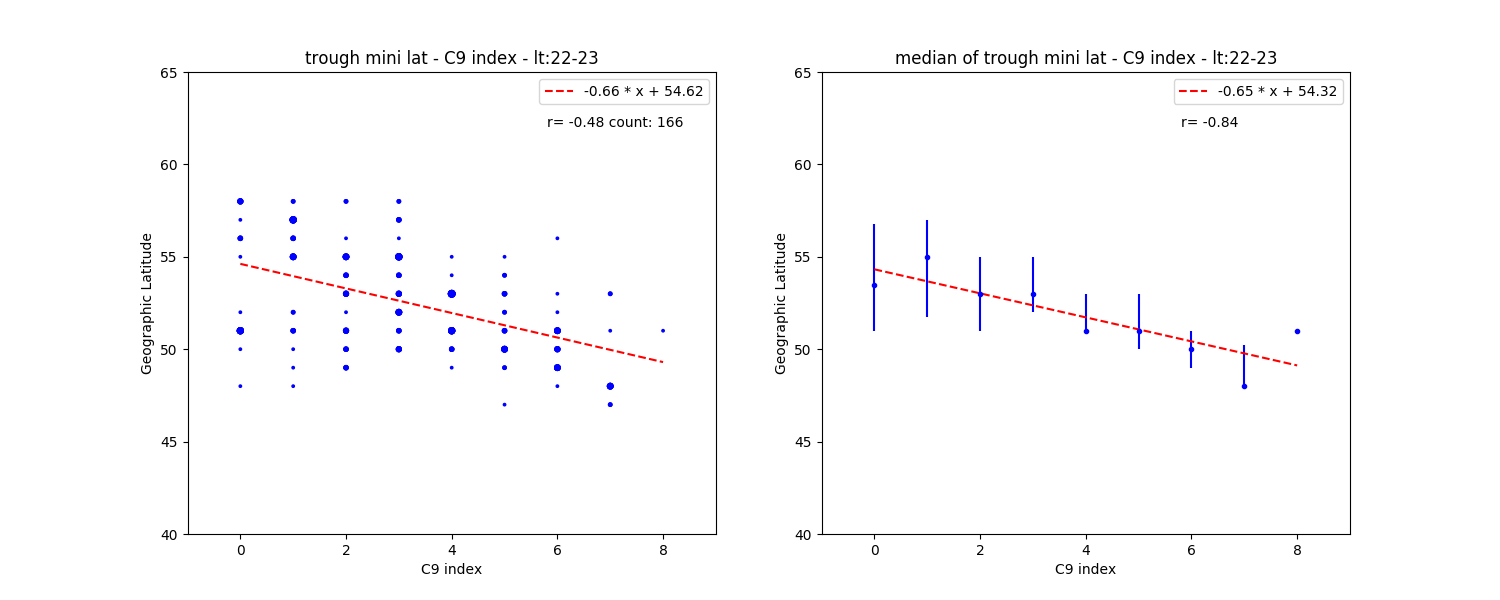 trough mini lat - C9 index - lt:22-23
-0.66 * x + 54.62
r= -0.48 count: 166
65
60
55
50
45
40
Geographic Latitude
0 2 4 6 8
C9 index
median of trough mini lat - C9 index - lt:22-23
-0.65 * x + 54.32
r= -0.84
65
60
55
50
45
40
Geographic Latitude
0 2 4 6 8
C9 index